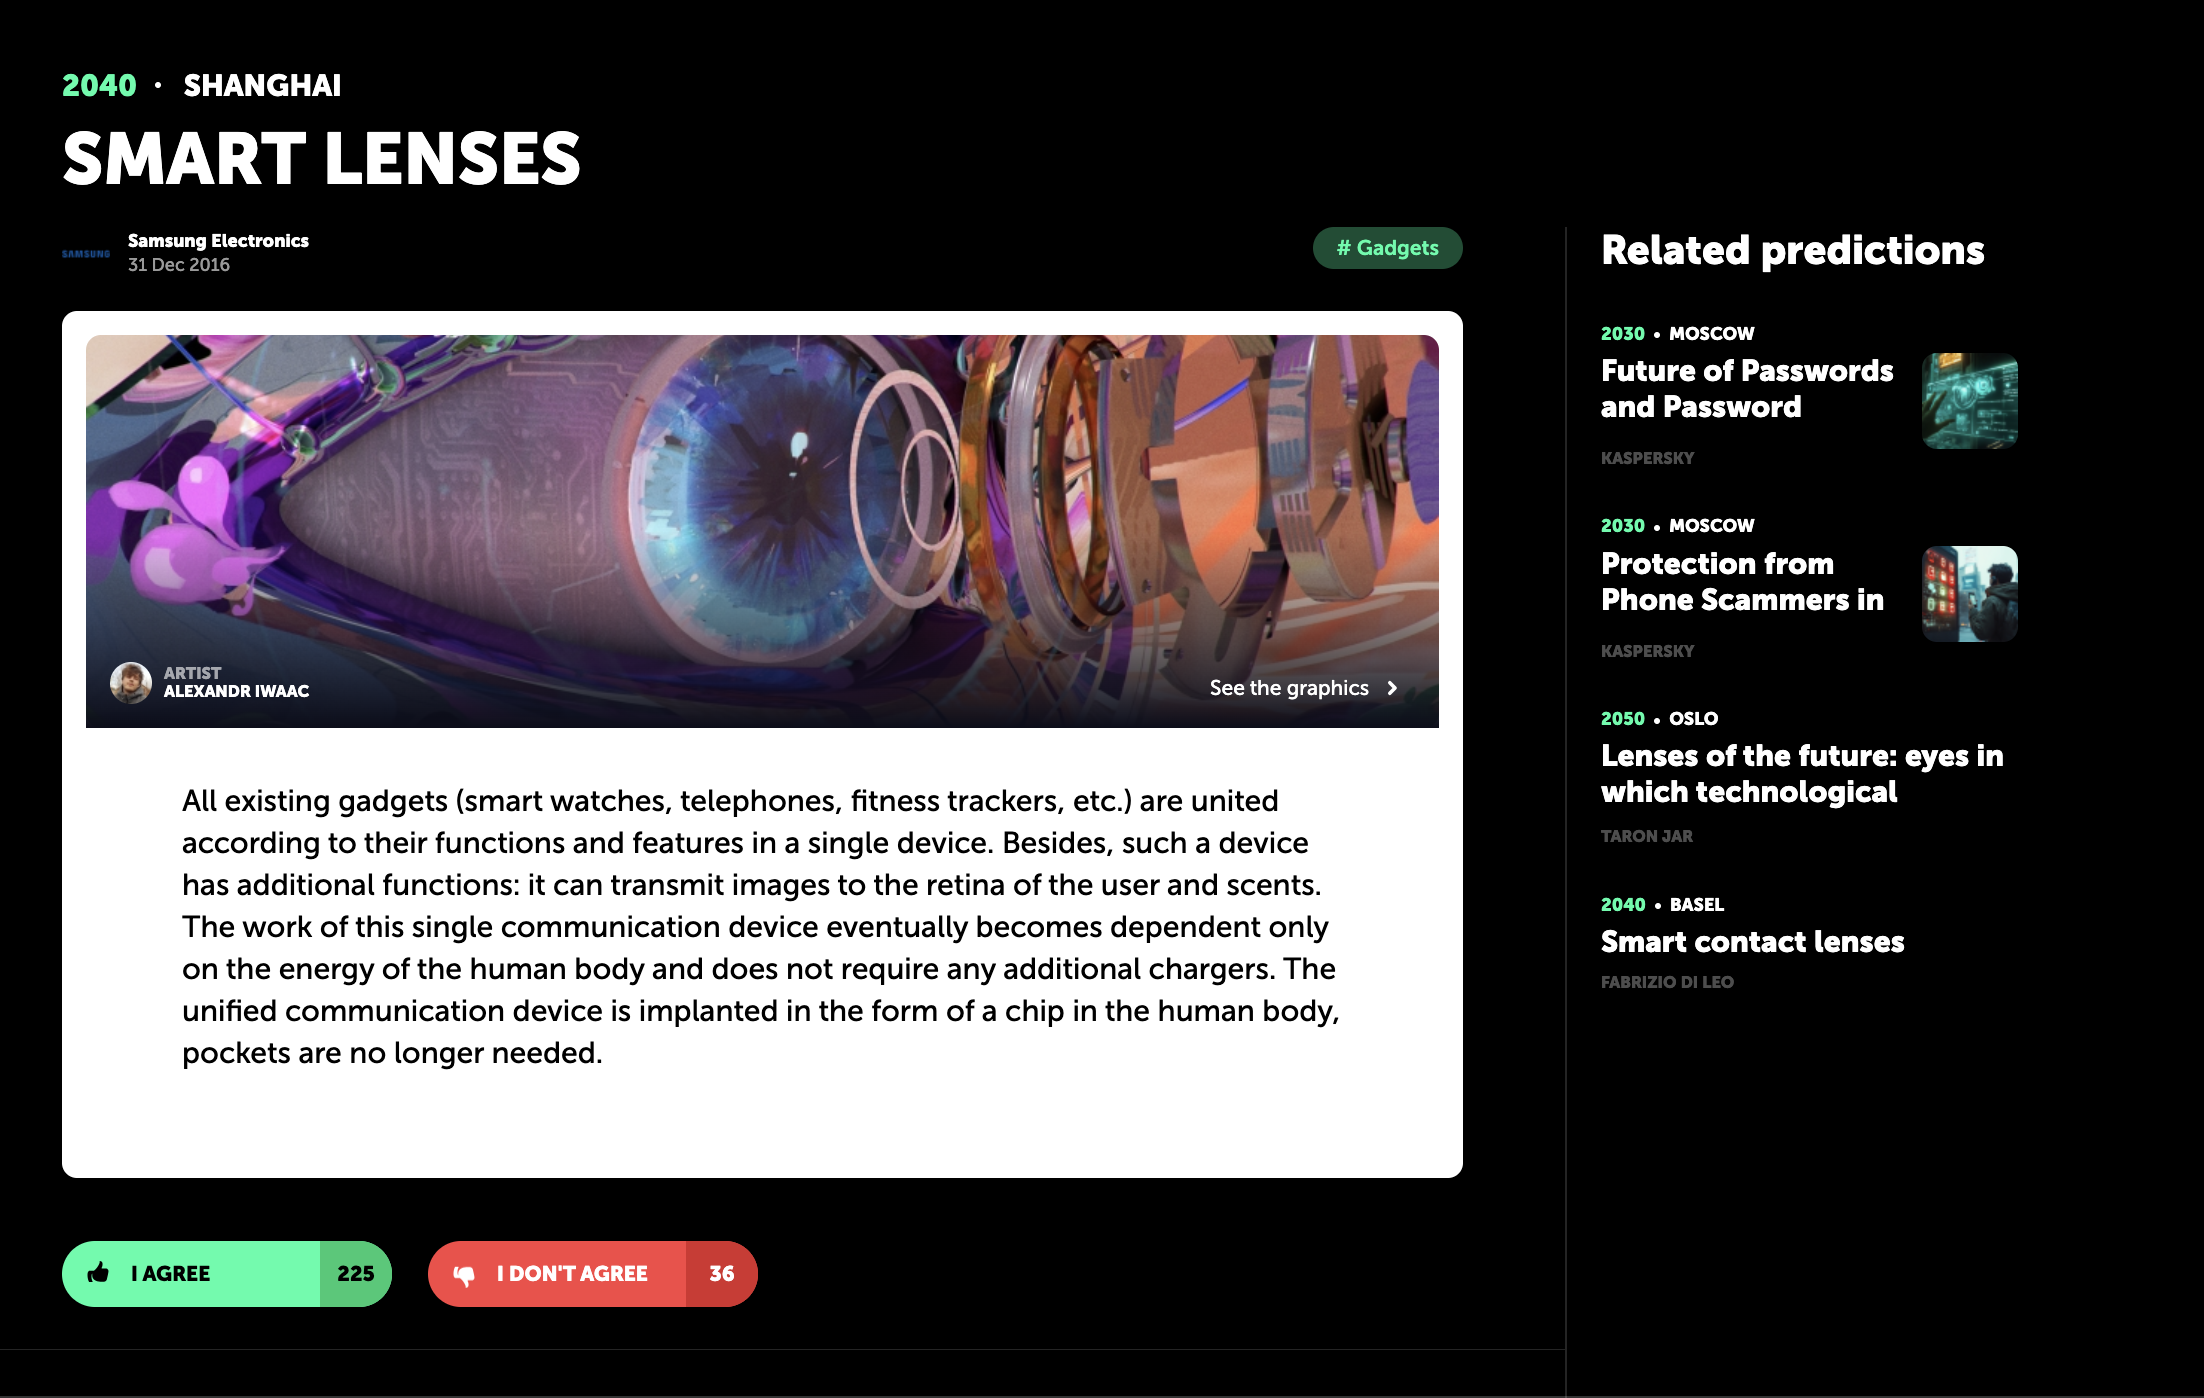 2040 · SHANGHAI
SMART LENSES
SAMSUNG
Samsung Electronics
31 Dec 2016
# Gadgets
ARTIST
ALEXANDR IWAAC
See the graphics
All existing gadgets (smart watches, telephones, fitness trackers, etc.) are united
according to their functions and features in a single device. Besides, such a device
has additional functions: it can transmit images to the retina of the user and scents.
The work of this single communication device eventually becomes dependent only
on the energy of the human body and does not require any additional chargers. The
unified communication device is implanted in the form of a chip in the human body,
pockets are no longer needed.
I AGREE 225
I DON'T AGREE 36
Related predictions
2030 • MOSCOW
Future of Passwords
and Password
KASPERSKY
2030 • MOSCOW
Protection from
Phone Scammers in
KASPERSKY
2050 • OSLO
Lenses of the future: eyes in
which technological
TARON JAR
2040 • BASEL
Smart contact lenses
FABRIZIO DI LEO